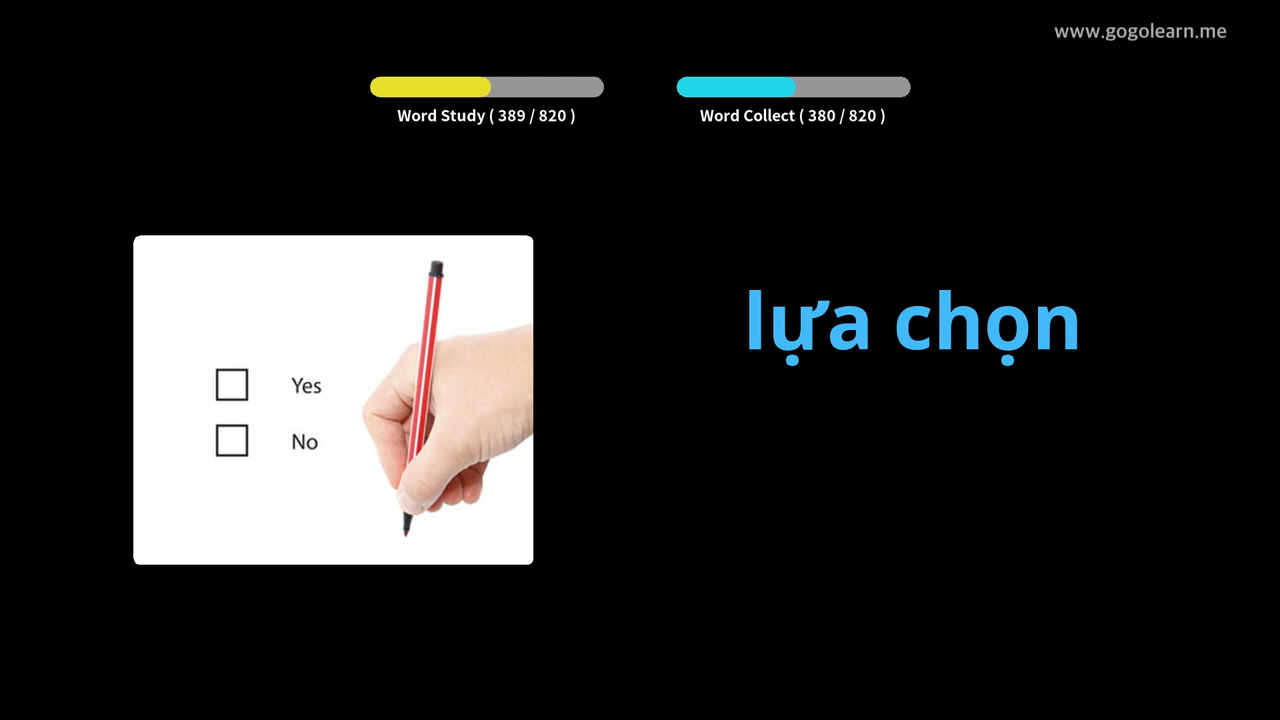 www.gogolearn.me
Word Study ( 389 / 820 )
Word Collect ( 380 / 820 )
lựa chọn
Yes
No